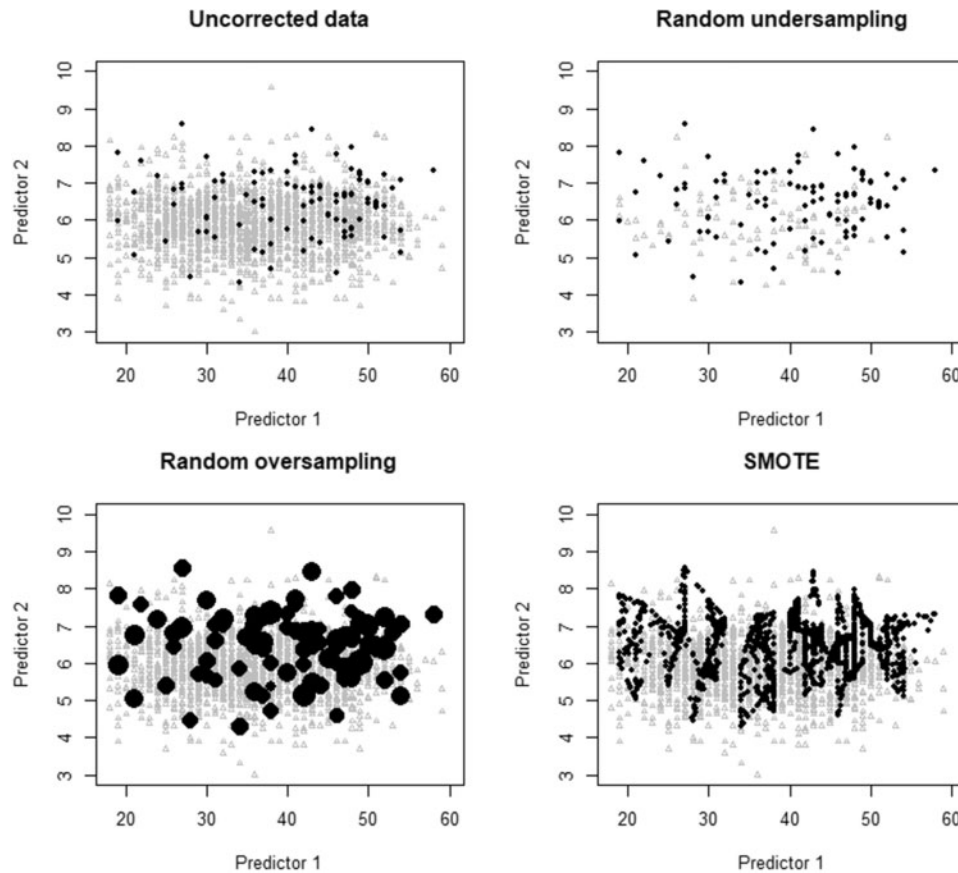 Uncorrected data
Random undersampling
10
9
8
7
6
5
4
3
Predictor 2
20 30 40 50 60
Predictor 1
10
9
8
7
6
5
4
3
Predictor 2
20 30 40 50 60
Predictor 1
Random oversampling
SMOTE
10
9
8
7
6
5
4
3
Predictor 2
20 30 40 50 60
Predictor 1
10
9
8
7
6
5
4
3
Predictor 2
20 30 40 50 60
Predictor 1